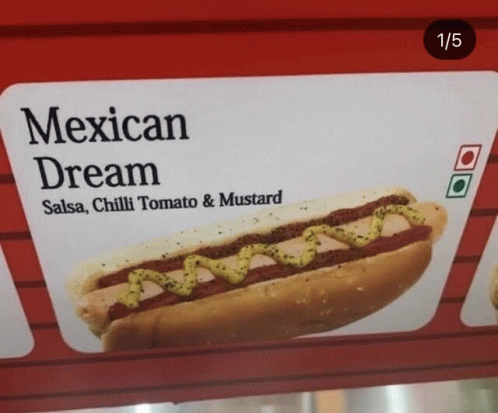 1/5
Mexican
Dream
Salsa, Chilli Tomato & Mustard